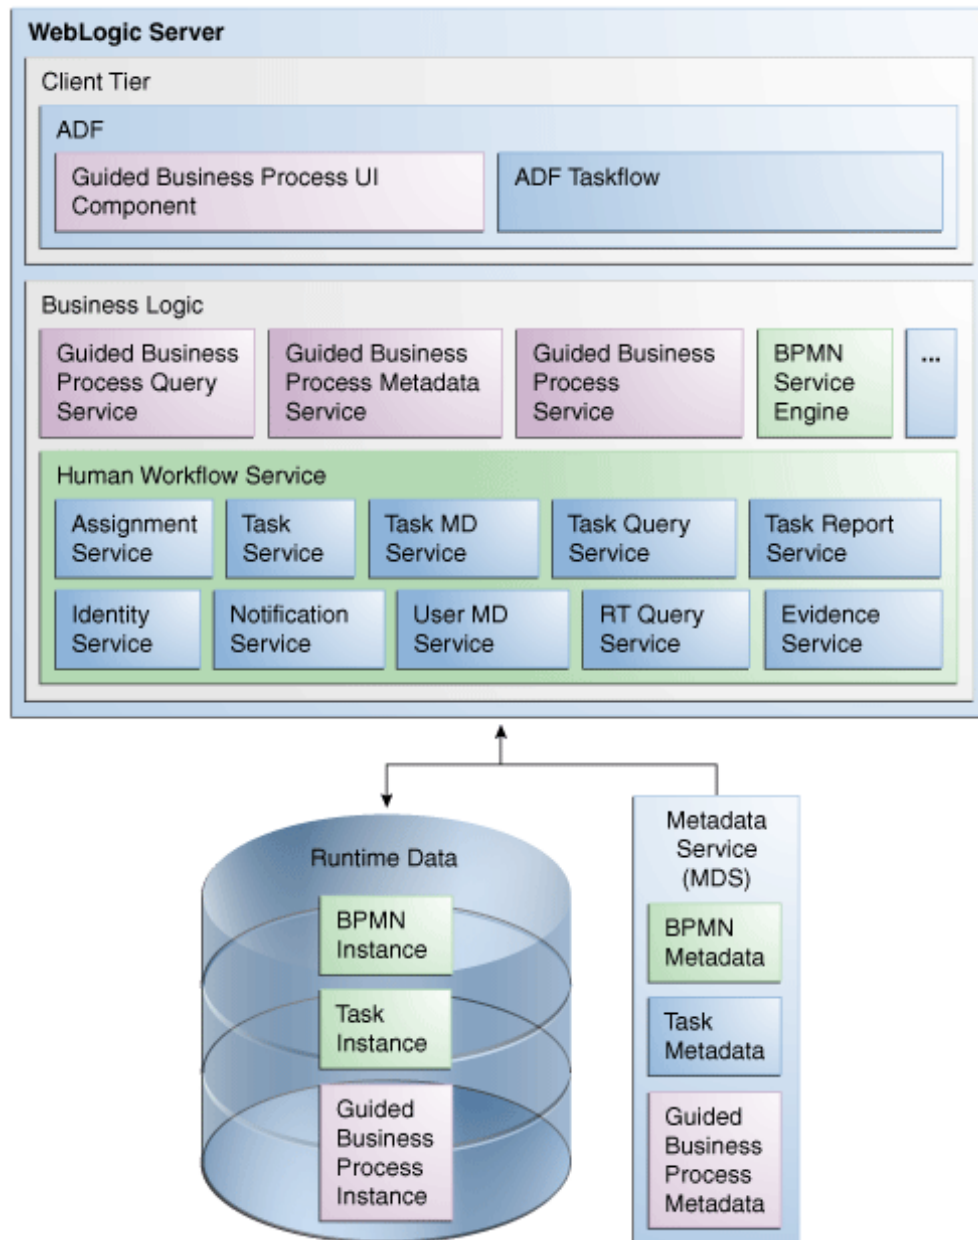 WebLogic Server
Client Tier
ADF
Guided Business Process UI
Component
ADF Taskflow
Business Logic
Guided Business
Process Query
Service
Guided Business
Process Metadata
Service
Guided Business
Process
Service
BPMN
Service
Engine
...
Human Workflow Service
Assignment
Service
Task
Service
Task MD
Service
Task Query
Service
Task Report
Service
Identity
Service
Notification
Service
User MD
Service
RT Query
Service
Evidence
Service
Runtime Data
BPMN
Instance
Task
Instance
Guided
Business
Process
Instance
Metadata
Service
(MDS)
BPMN
Metadata
Task
Metadata
Guided
Business
Process
Metadata